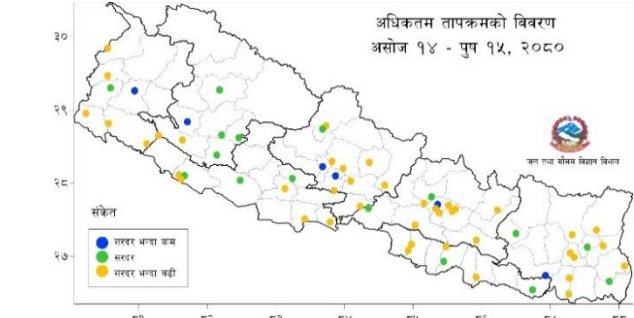 अधिकतम तापक्रमको विवरण
असोज १४ - पुष १५, २०८०
३०
२९
जल तथा मौसम विज्ञान विभाग
२८
संकेत
सरदर भन्दा कम
सरदर
सरदर भन्दा बढी
२७